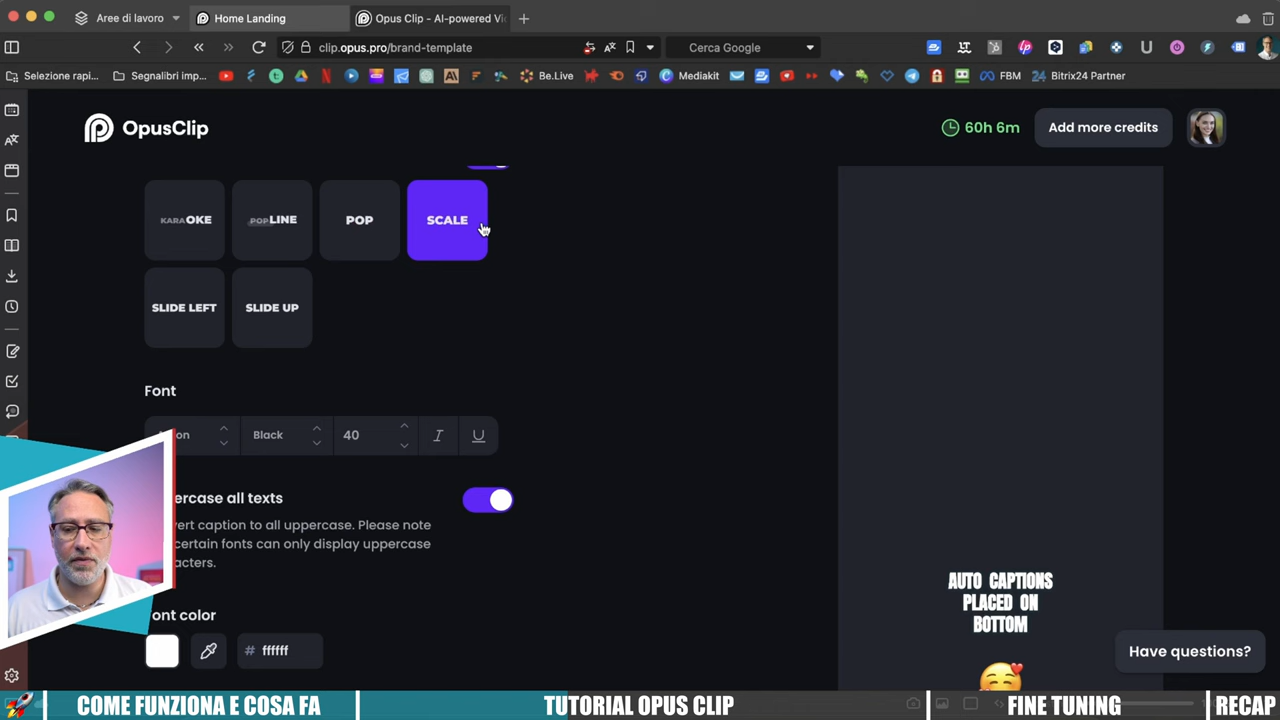 Aree di lavoro
Home Landing
Opus Clip - AI-powered Vi
clip.opus.pro/brand-template
Cerca Google
Selezione rapi...
Segnalibri imp...
Be.Live
Mediakit
FBM
24 Bitrix24 Partner
OpusClip
60h 6m
Add more credits
KARAOKE
POPLINE
POP
SCALE
SLIDE LEFT
SLIDE UP
Font
on
Black
40
ercase all texts
vert caption to all uppercase. Please note
certain fonts can only display uppercase
acters.
ont color
# ffffff
AUTO CAPTIONS
PLACED ON
BOTTOM
Have questions?
COME FUNZIONA E COSA FA
TUTORIAL OPUS CLIP
FINE TUNING
RECAP